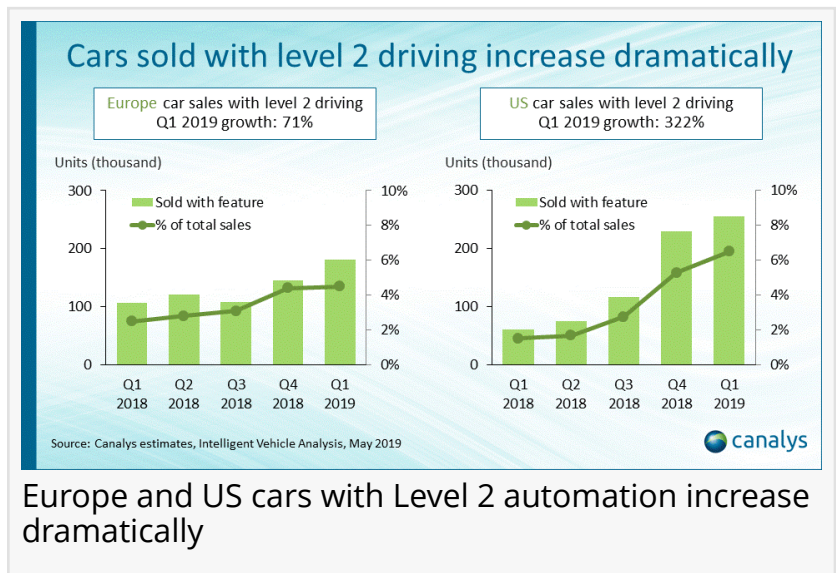 Cars sold with level 2 driving increase dramatically
Europe car sales with level 2 driving
Q1 2019 growth: 71%
US car sales with level 2 driving
Q1 2019 growth: 322%
Units (thousand)
300
200
100
0
Sold with feature
% of total sales
10%
8%
6%
4%
2%
0%
Q1 Q2 Q3 Q4 Q1
2018 2018 2018 2018 2019
Units (thousand)
300
200
100
0
Sold with feature
% of total sales
10%
8%
6%
4%
2%
0%
Q1 Q2 Q3 Q4 Q1
2018 2018 2018 2018 2019
Source: Canalys estimates, Intelligent Vehicle Analysis, May 2019
canalys
Europe and US cars with Level 2 automation increase
dramatically